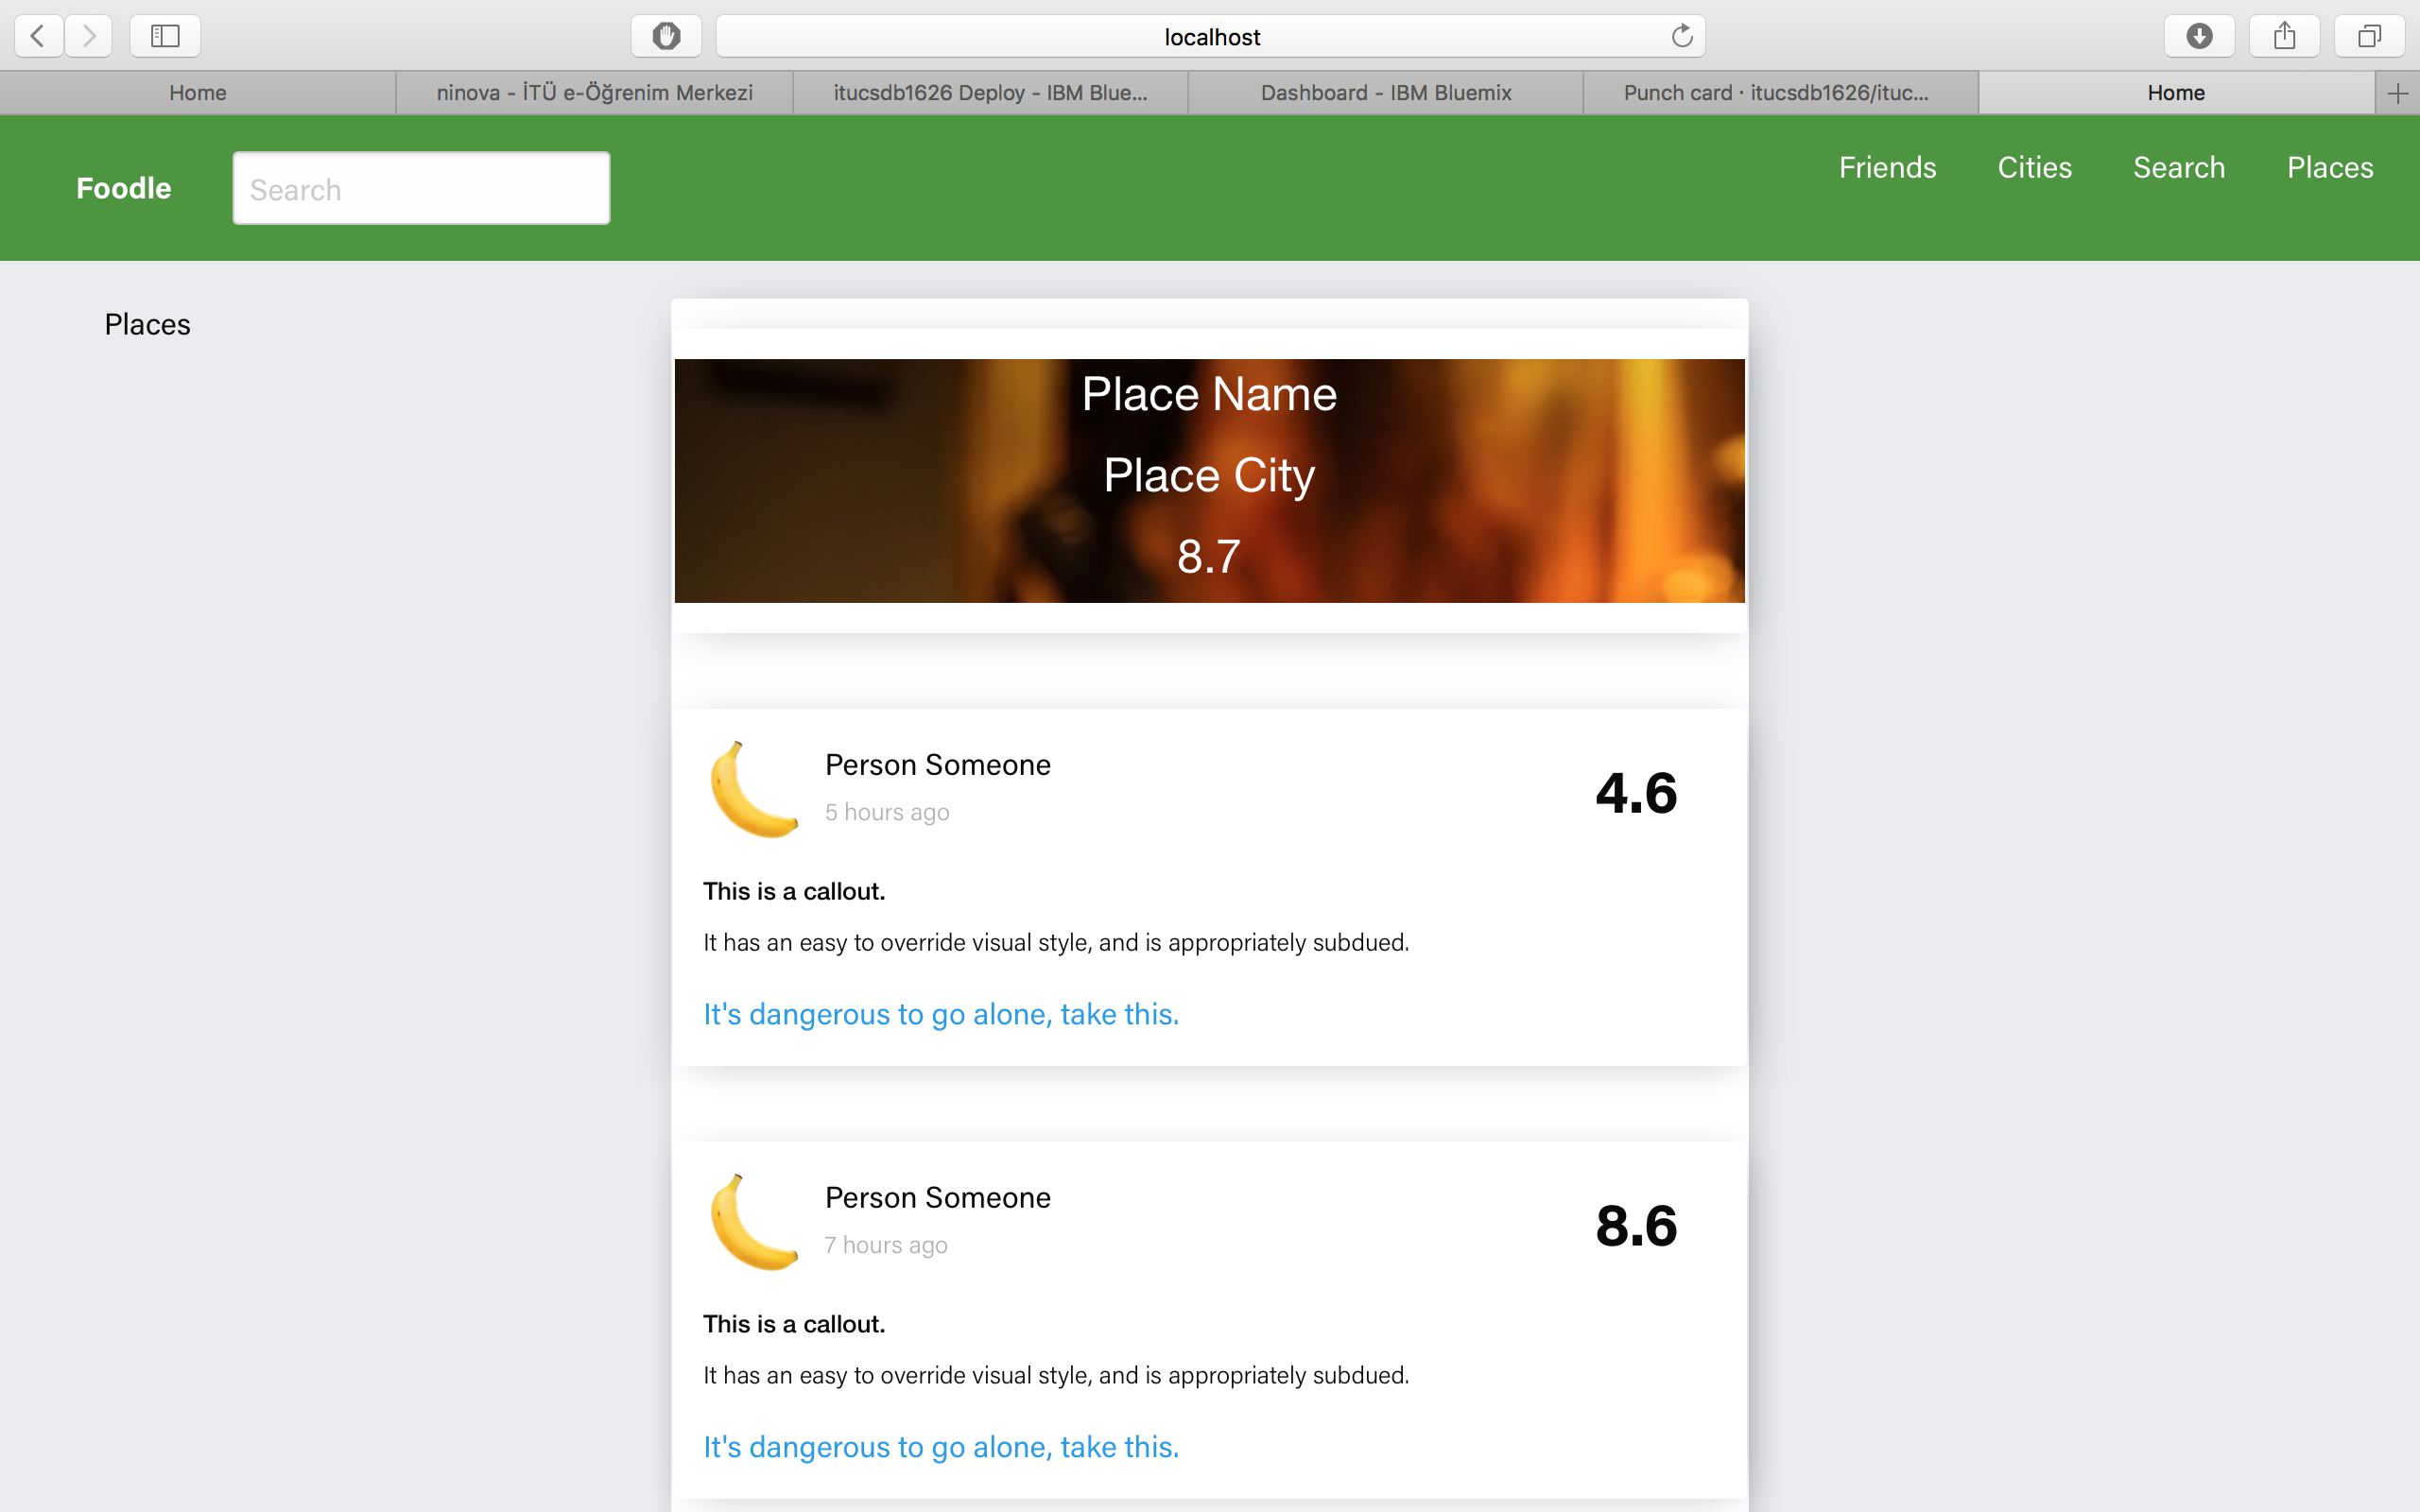 localhost
Home
ninova - İTÜ e-Öğrenim Merkezi
itucsdb1626 Deploy - IBM Blue...
Dashboard - IBM Bluemix
Punch card · itucsdb1626/ituc...
Home
Foodle
Search
Friends
Cities
Search
Places
Places
Place Name
Place City
8.7
Person Someone
4.6
5 hours ago
This is a callout.
It has an easy to override visual style, and is appropriately subdued.
It's dangerous to go alone, take this.
Person Someone
8.6
7 hours ago
This is a callout.
It has an easy to override visual style, and is appropriately subdued.
It's dangerous to go alone, take this.